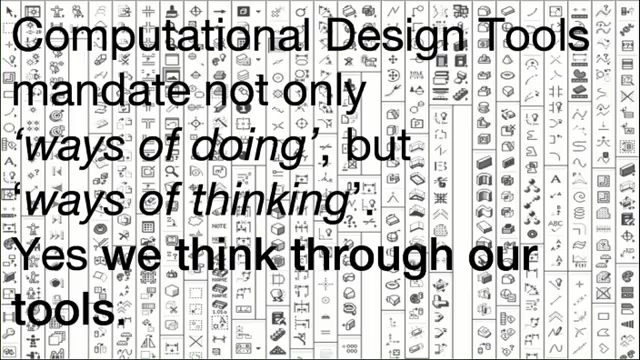 Computational Design Tools
mandate not only
‘ways of doing’, but
‘ways of thinking’.
Yes we think through our
tools.